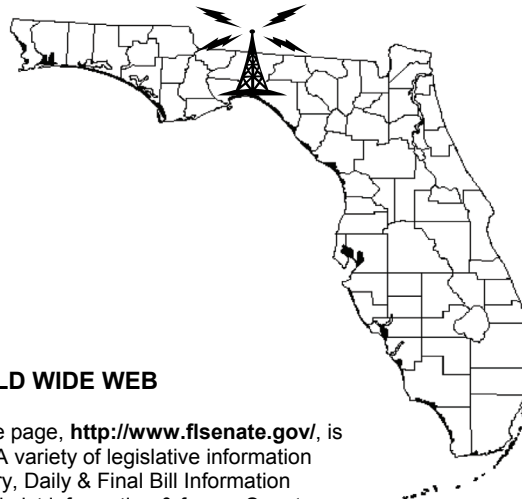 LD WIDE WEB
e page, http://www.flsenate.gov/, is
A variety of legislative information
ry, Daily & Final Bill Information